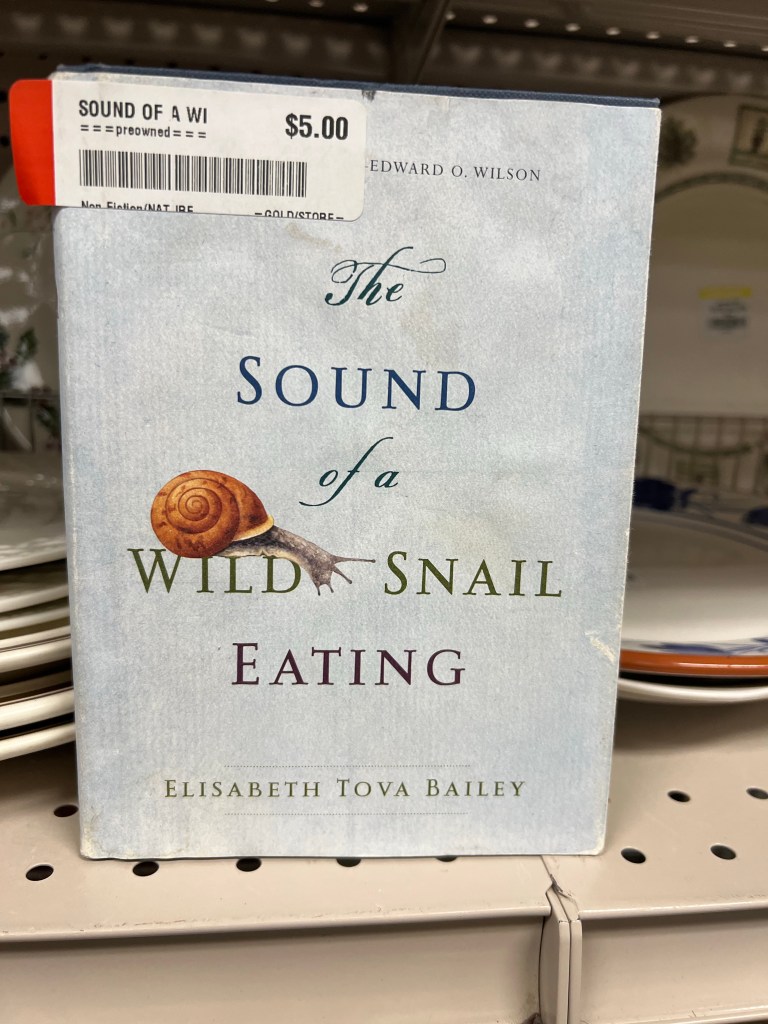 SOUND OF A WI
===preowned===
$5.00
EDWARD O. WILSON
The
SOUND
of a
WILD SNAIL
EATING
ELISABETH TOVA BAILEY